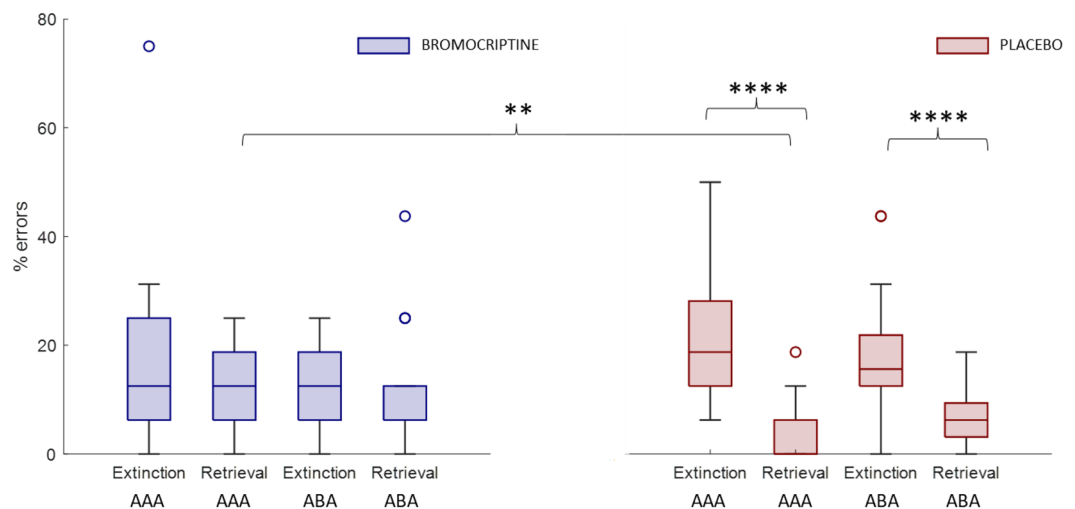 80
BROMOCRIPTINE
PLACEBO
****
**
****
60
40
% errors
20
0
Extinction Retrieval Extinction Retrieval Extinction Retrieval Extinction Retrieval
AAA AAA ABA ABA AAA AAA ABA ABA